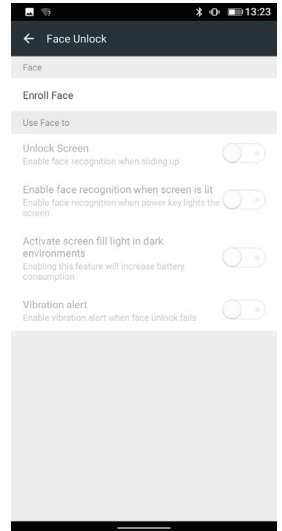 13:23
Face Unlock
Face
Enroll Face
Use Face to
Unlock Screen
Enable face recognition when sliding up
Enable face recognition when screen is lit
Enable face recognition when power key lights the
screen
Activate screen fill light in dark
environments
Enabling this feature will increase battery
consumption
Vibration alert
Enable vibration alert when face unlock fails